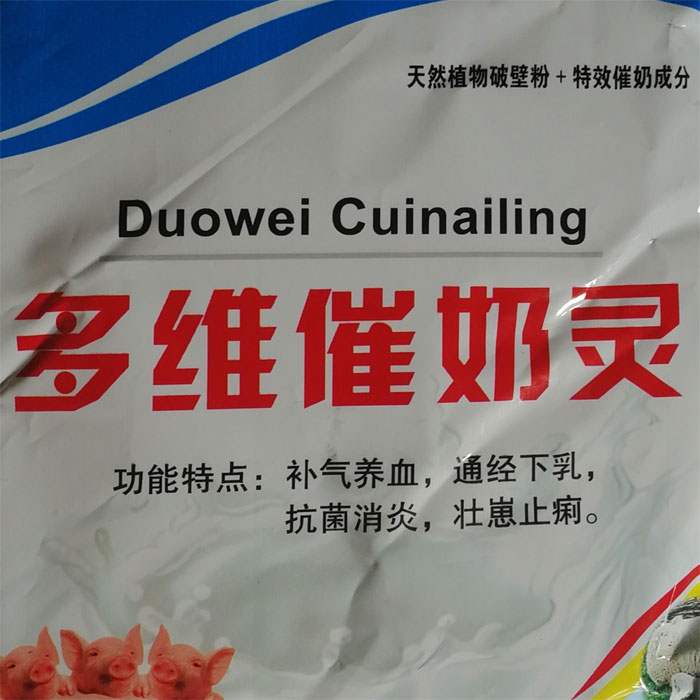 天然植物破壁粉 + 特效催奶成分
Duowei Cuinailing
多维催奶灵
功能特点：补气养血，通经下乳，
抗菌消炎，壮崽止痢。